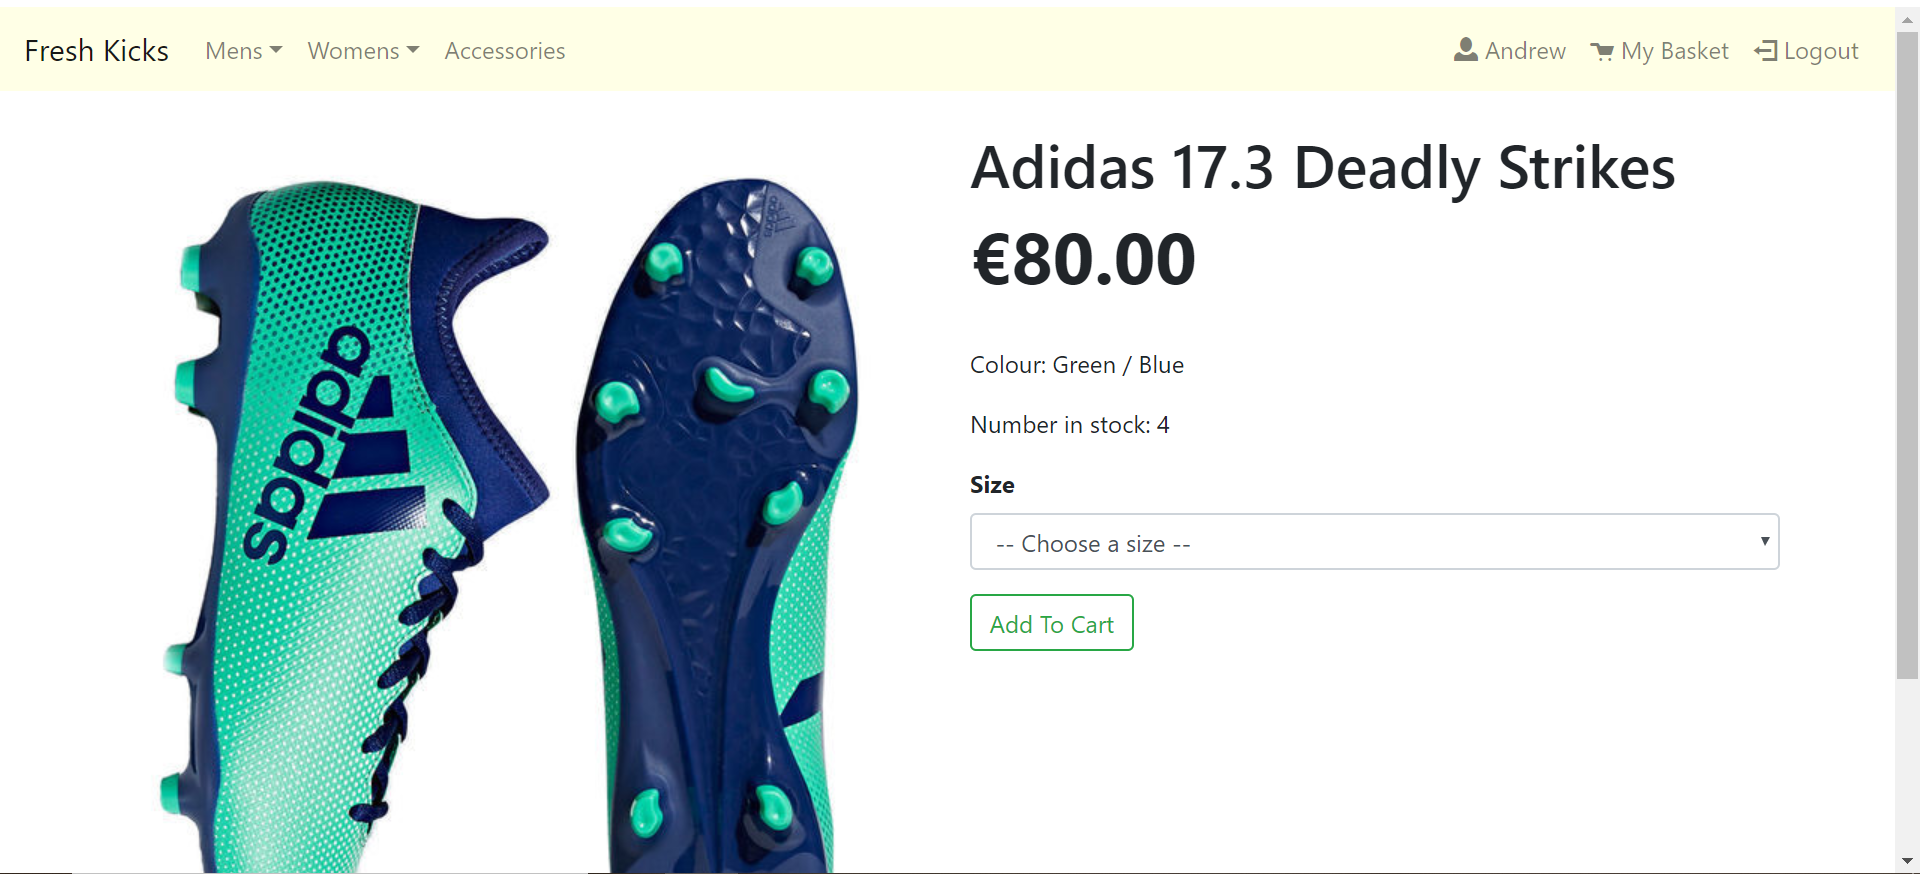 Fresh Kicks Mens Womens Accessories Andrew My Basket Logout
Adidas 17.3 Deadly Strikes
€80.00
Colour: Green / Blue
Number in stock: 4
Size
-- Choose a size --
Add To Cart
adidas
adidas